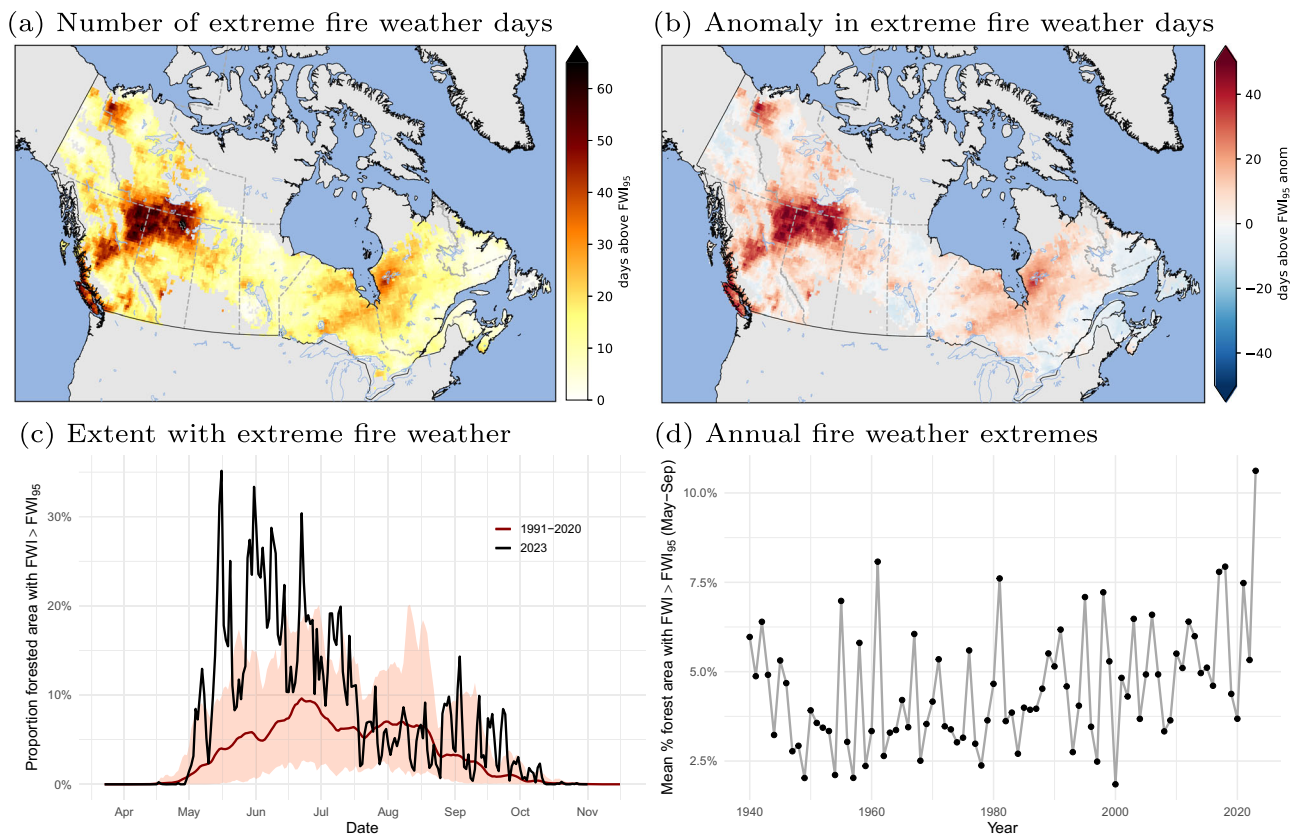 (a) Number of extreme fire weather days
60
50
40
30
20
10
0
days above FWI95
(b) Anomaly in extreme fire weather days
40
20
0
−20
−40
days above FWI95 anom
(c) Extent with extreme fire weather
Proportion forested area with FWI > FWI95
30%
20%
10%
0%
1991−2020
2023
Apr May Jun Jul Aug Sep Oct Nov
Date
(d) Annual fire weather extremes
Mean % forest area with FWI > FWI95 (May−Sep)
10.0%
7.5%
5.0%
2.5%
1940 1960 1980 2000 2020
Year